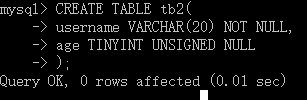 mysql> CREATE TABLE tb2(
    -> username VARCHAR(20) NOT NULL,
    -> age TINYINT UNSIGNED NULL
    -> );
Query OK, 0 rows affected (0.01 sec)